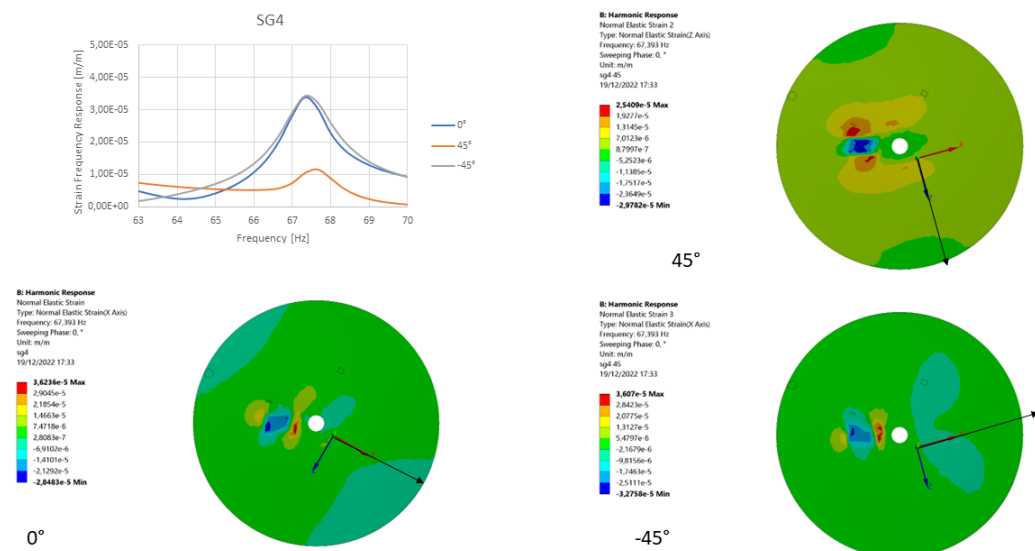 SG4
Strain Frequency Response [m/m]
5,00E-05
4,00E-05
3,00E-05
2,00E-05
1,00E-05
0,00E+00
63
64
65
66
67
68
69
70
Frequency [Hz]
0°
45°
-45°
B: Harmonic Response
Normal Elastic Strain 2
Type: Normal Elastic Strain(Z Axis)
Frequency: 67,393 Hz
Sweeping Phase: 0, °
Unit: m/m
sg4 45
19/12/2022 17:33
2,5409e-5 Max
1,9277e-5
1,3145e-5
7,0123e-6
8,7997e-7
-5,2523e-6
-1,1385e-5
-1,7517e-5
-2,3649e-5
-2,9782e-5 Min
X
45°
B: Harmonic Response
Normal Elastic Strain
Type: Normal Elastic Strain(X Axis)
Frequency: 67,393 Hz
Sweeping Phase: 0, °
Unit: m/m
sg4
19/12/2022 17:33
3,6236e-5 Max
2,9045e-5
2,1854e-5
1,4663e-5
7,4718e-6
2,8083e-7
-6,9102e-6
-1,4101e-5
-2,1292e-5
-2,8483e-5 Min
0°
B: Harmonic Response
Normal Elastic Strain 3
Type: Normal Elastic Strain(X Axis)
Frequency: 67,393 Hz
Sweeping Phase: 0, °
Unit: m/m
sg4 45
19/12/2022 17:33
3,607e-5 Max
2,8423e-5
2,0775e-5
1,3127e-5
5,4797e-6
-2,1679e-6
-9,8156e-6
-1,7463e-5
-2,5111e-5
-3,2758e-5 Min
-45°